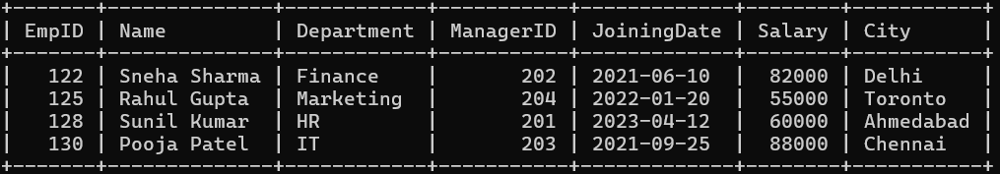 | EmpID | Name         | Department | ManagerID | JoiningDate | Salary | City      |
|   122 | Sneha Sharma | Finance    |       202 | 2021-06-10  |  82000 | Delhi     |
|   125 | Rahul Gupta  | Marketing  |       204 | 2022-01-20  |  55000 | Toronto   |
|   128 | Sunil Kumar  | HR         |       201 | 2023-04-12  |  60000 | Ahmedabad |
|   130 | Pooja Patel  | IT         |       203 | 2021-09-25  |  88000 | Chennai   |